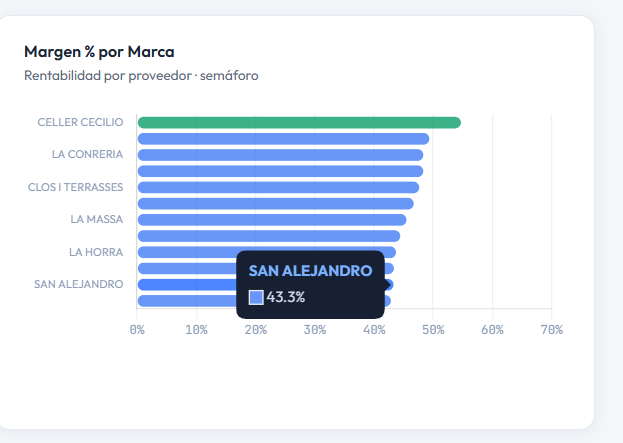 Margen % por Marca
Rentabilidad por proveedor · semáforo
CELLER CECILIO
LA CONRERIA
CLOS I TERRASSES
LA MASSA
LA HORRA
SAN ALEJANDRO
SAN ALEJANDRO
43.3%
0% 10% 20% 30% 40% 50% 60% 70%